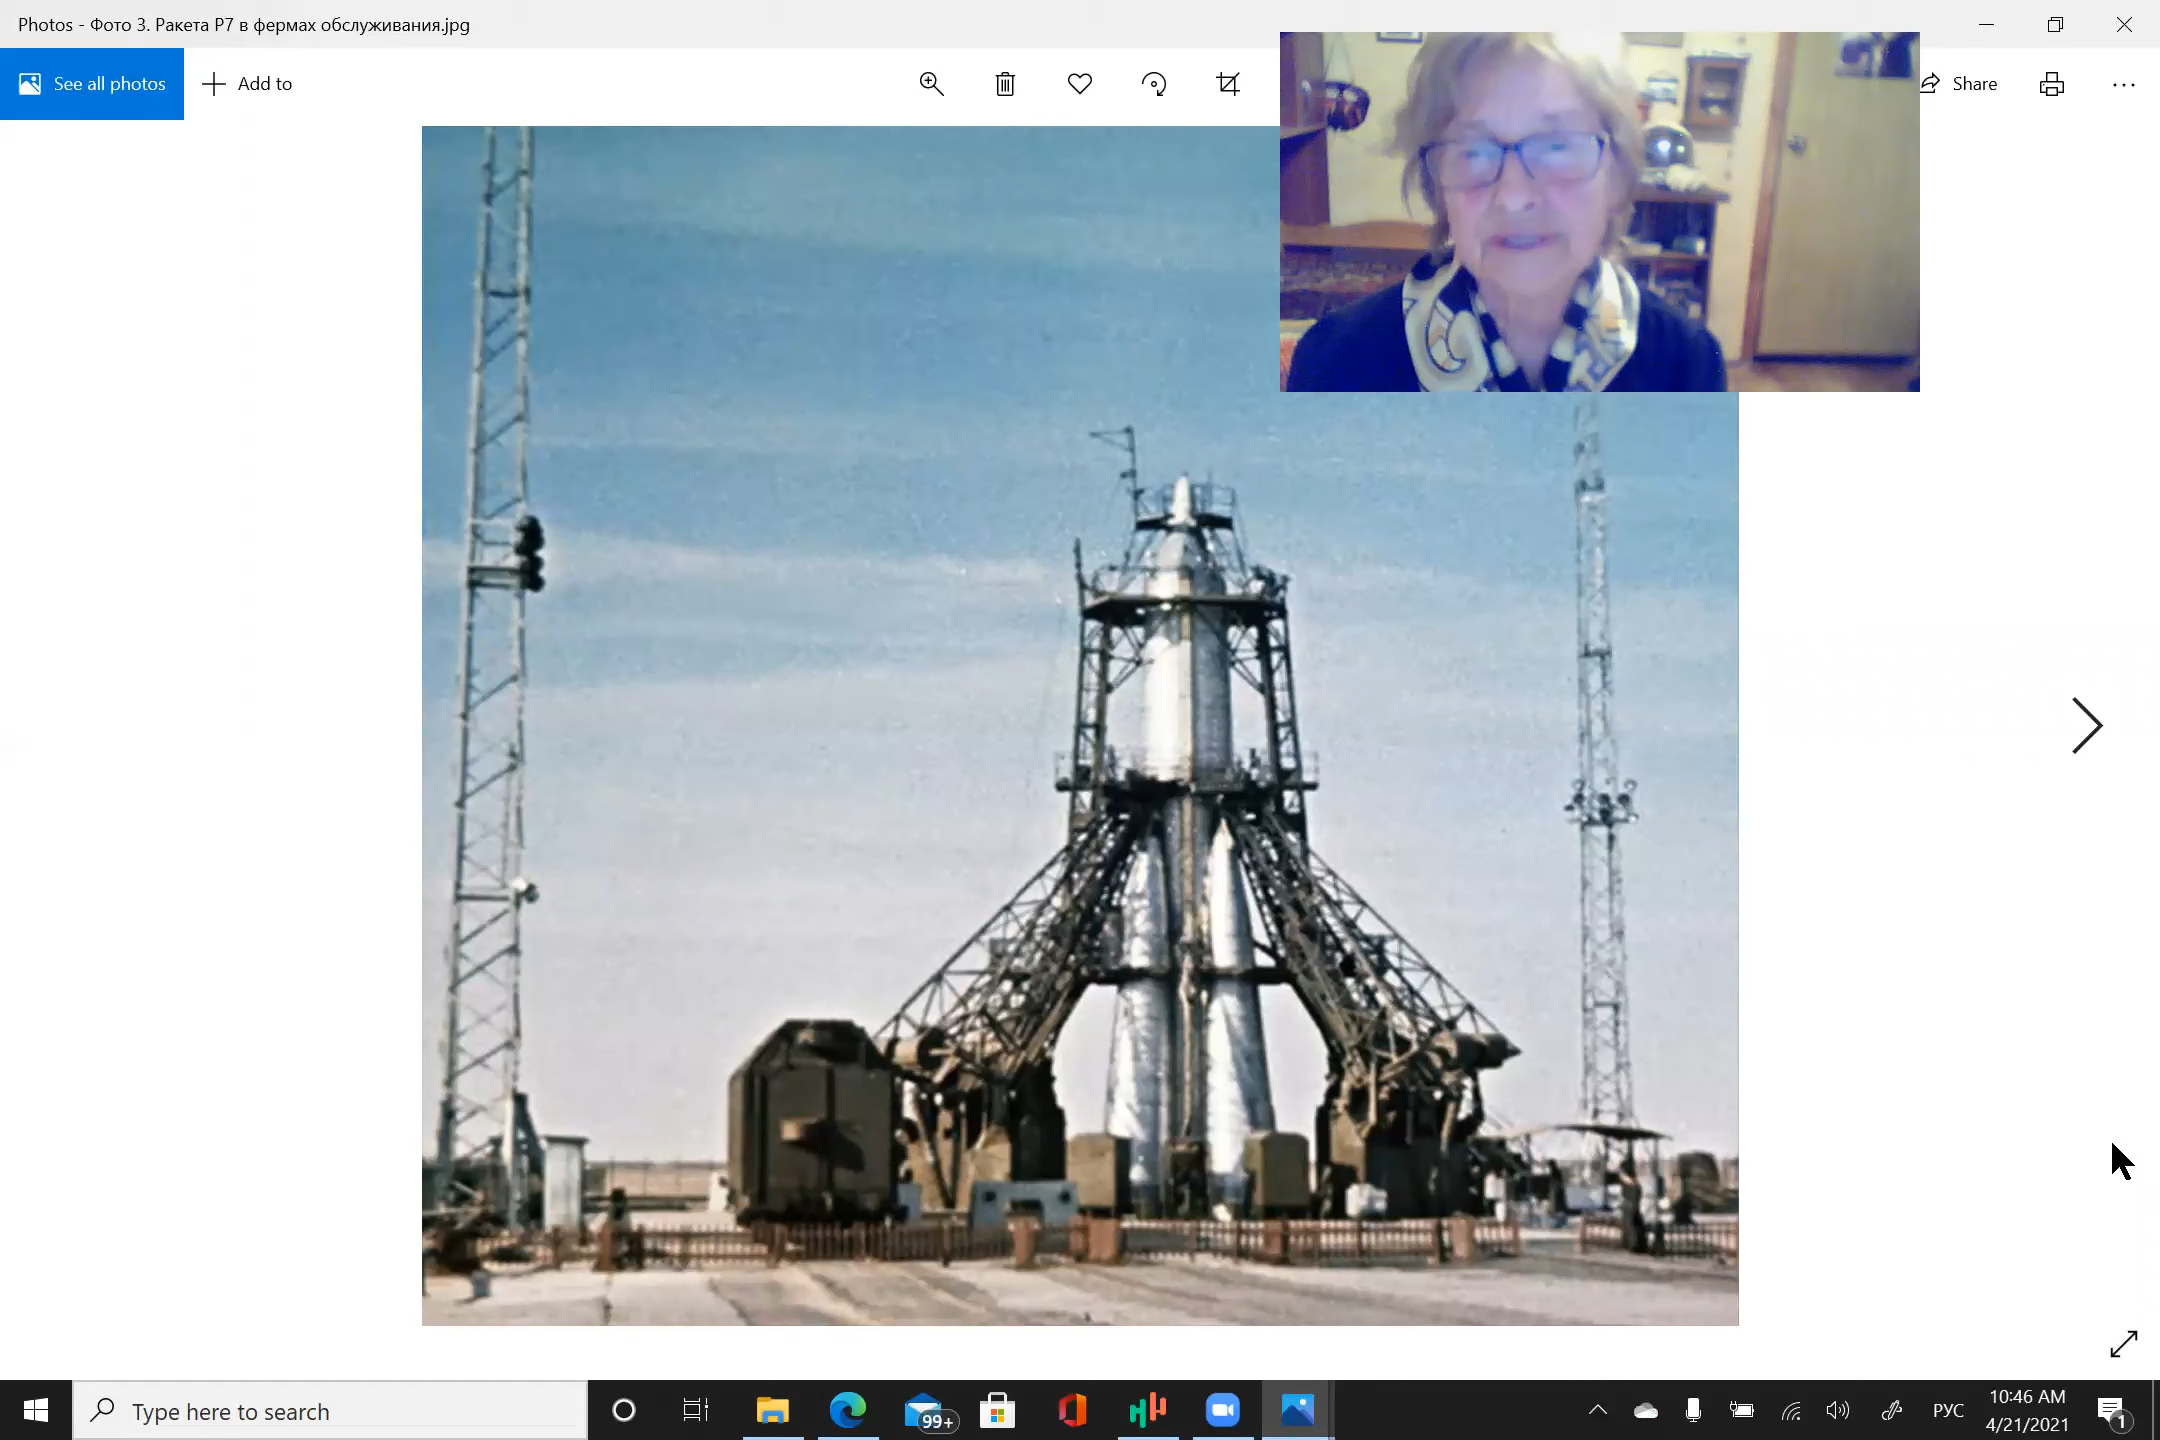 Photos - Фото 3. Ракета Р7 в фермах обслуживания.jpg
See all photos
Add to
Share
Type here to search
99+
РУС
10:46 AM
4/21/2021
1